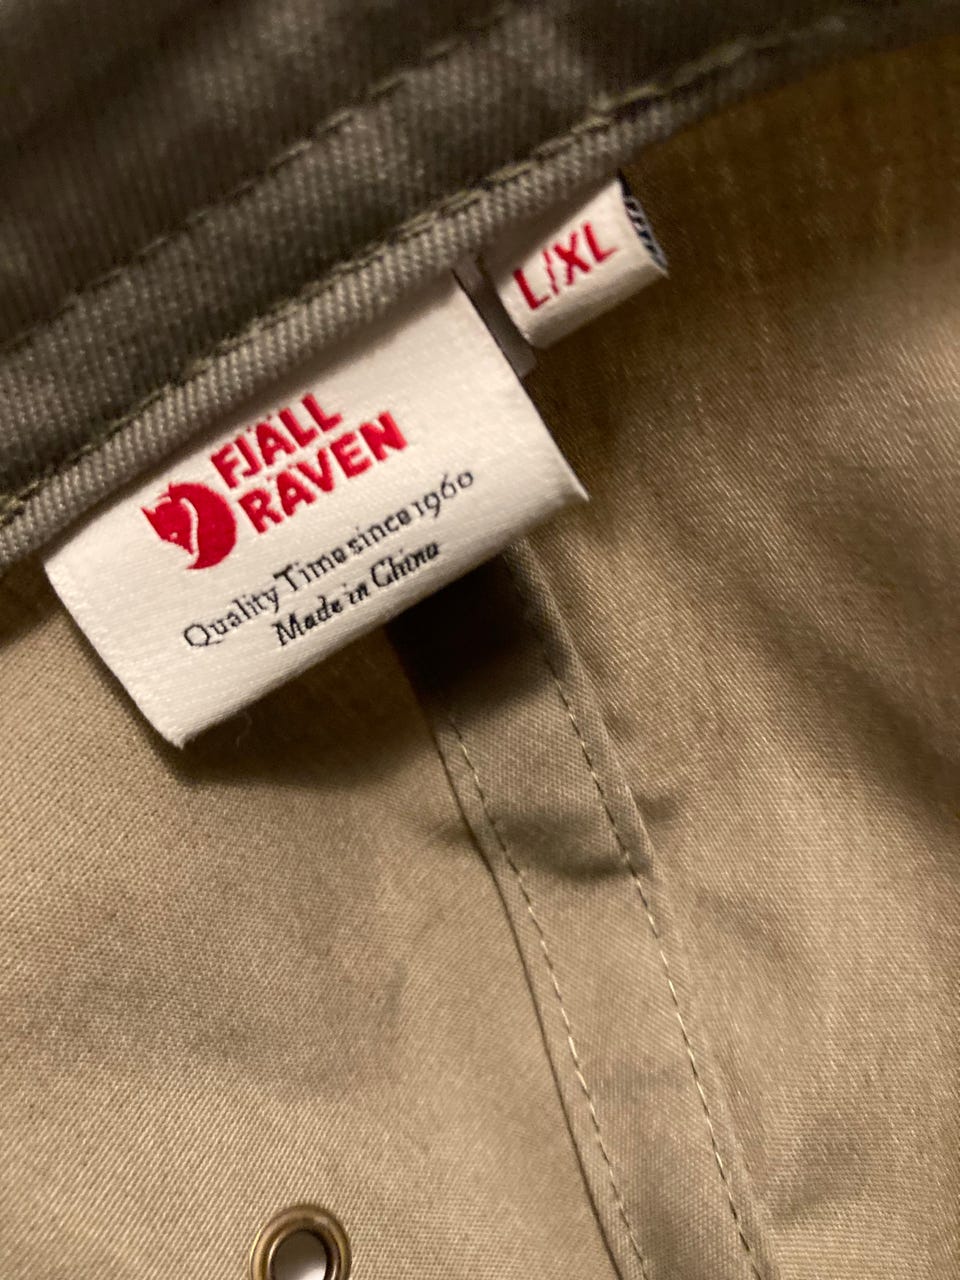 L/XL
FJÄLL
RÄVEN
Quality Time since 1960
Made in China